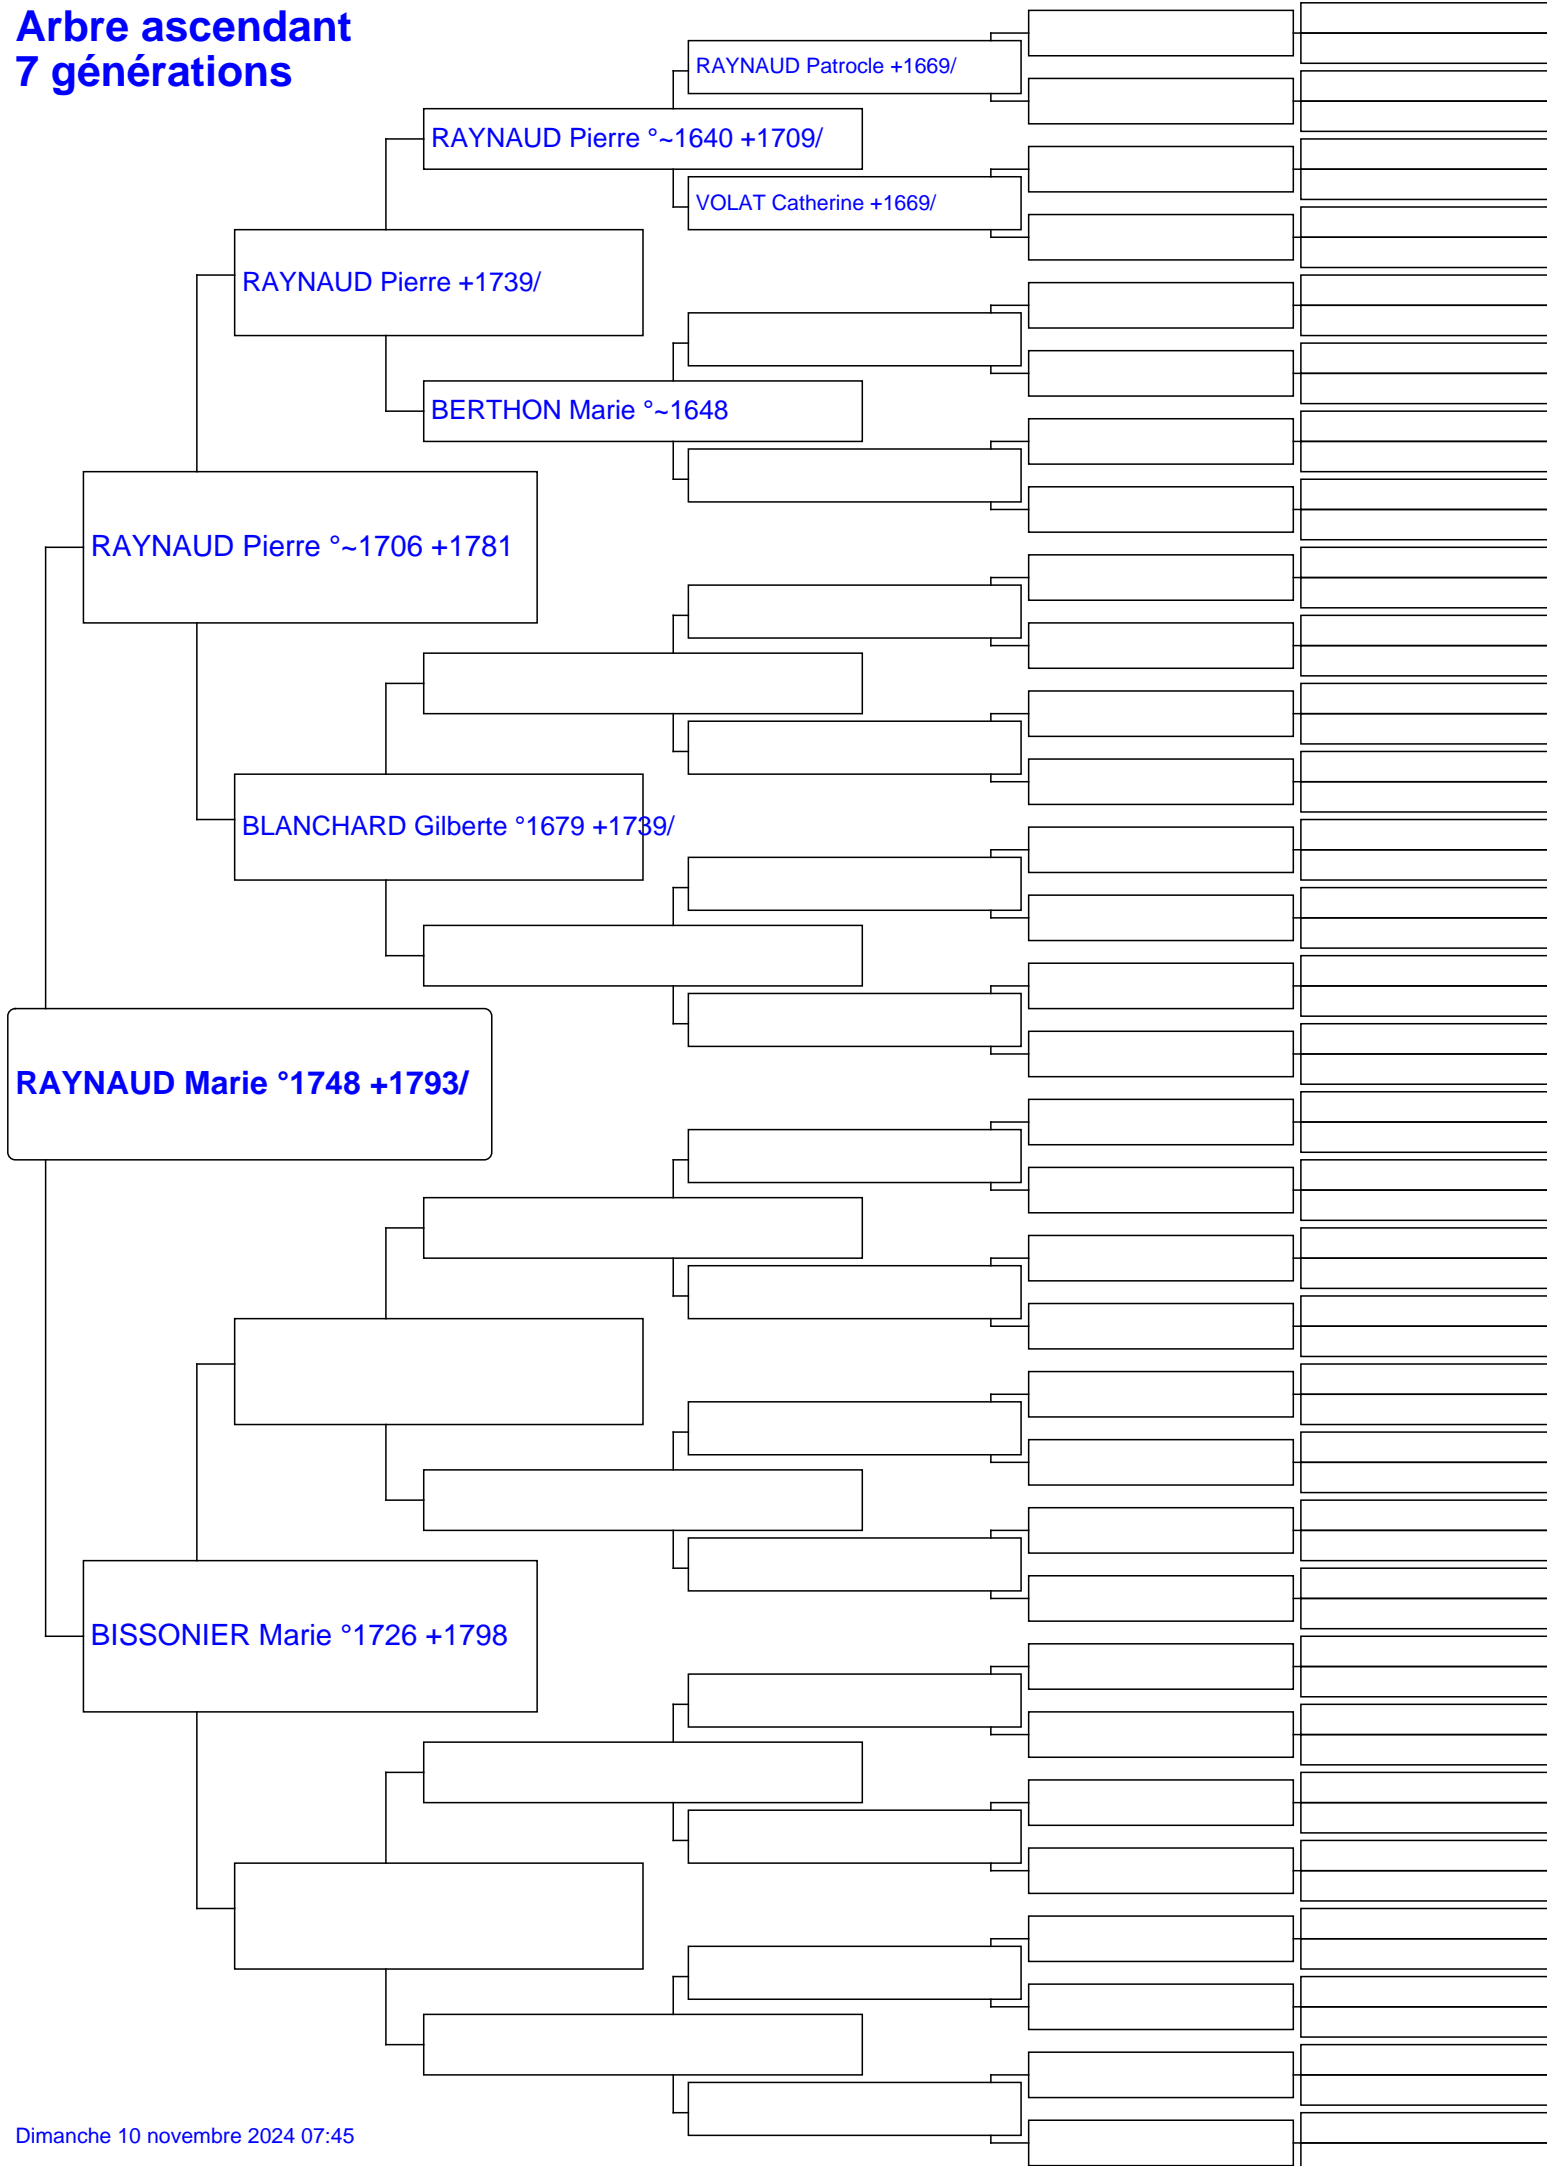 Arbre ascendant
7 générations
RAYNAUD Patrocle +1669/
RAYNAUD Pierre °~1640 +1709/
VOLAT Catherine +1669/
RAYNAUD Pierre +1739/
BERTHON Marie °~1648
RAYNAUD Pierre °~1706 +1781
BLANCHARD Gilberte °1679 +1739/
RAYNAUD Marie °1748 +1793/
BISSONIER Marie °1726 +1798
Dimanche 10 novembre 2024 07:45